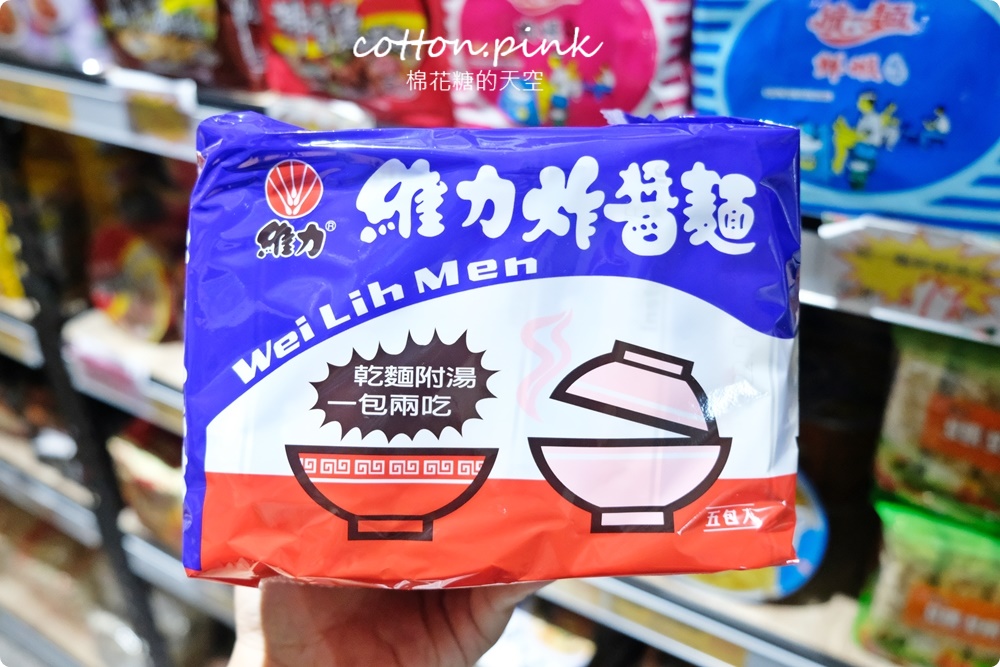 cotton.pink
棉花糖的天空
維力®
維力炸醬麵
Wei Lih Men
乾麵附湯
一包兩吃
五包入